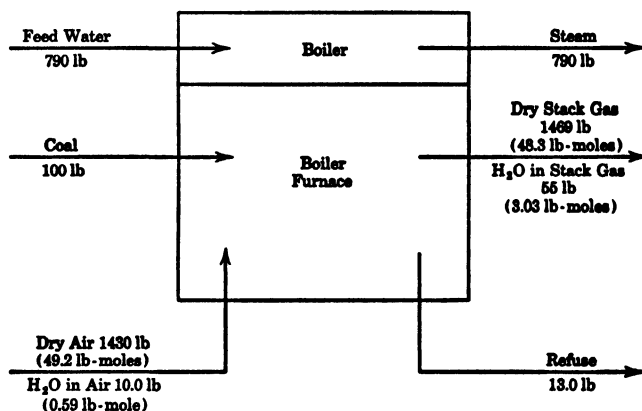 Feed Water
790 lb
Boiler
Steam
790 lb
Coal
100 lb
Boiler
Furnace
Dry Stack Gas
1469 lb
(48.3 lb-moles)
H₂O in Stack Gas
55 lb
(3.03 lb-moles)
Dry Air 1430 lb
(49.2 lb-moles)
H₂O in Air 10.0 lb
(0.59 lb-mole)
Refuse
13.0 lb